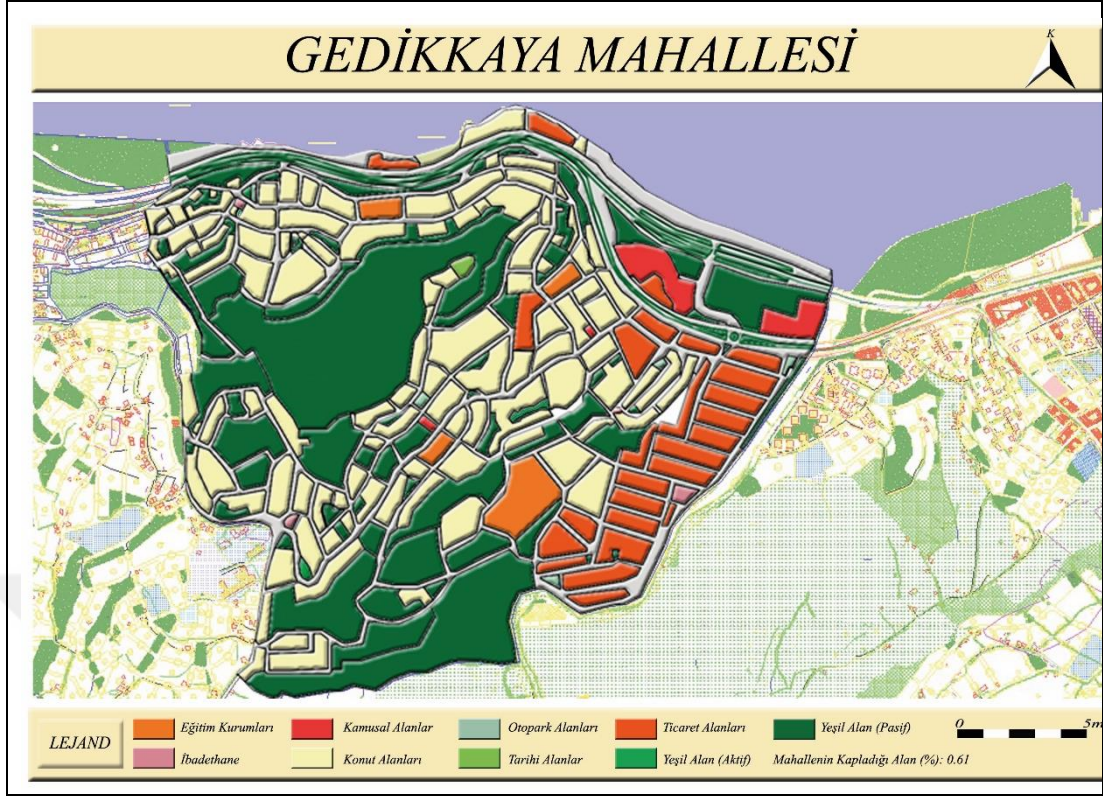 GEDİKKAYA MAHALLESİ
K
LEJAND
Eğitim Kurumları
Kamusal Alanlar
Otopark Alanları
Ticaret Alanları
Yeşil Alan (Pasif)
0 5m
İbadethane
Konut Alanları
Tarihi Alanlar
Yeşil Alan (Aktif)
Mahallenin Kapladığı Alan (%): 0.61